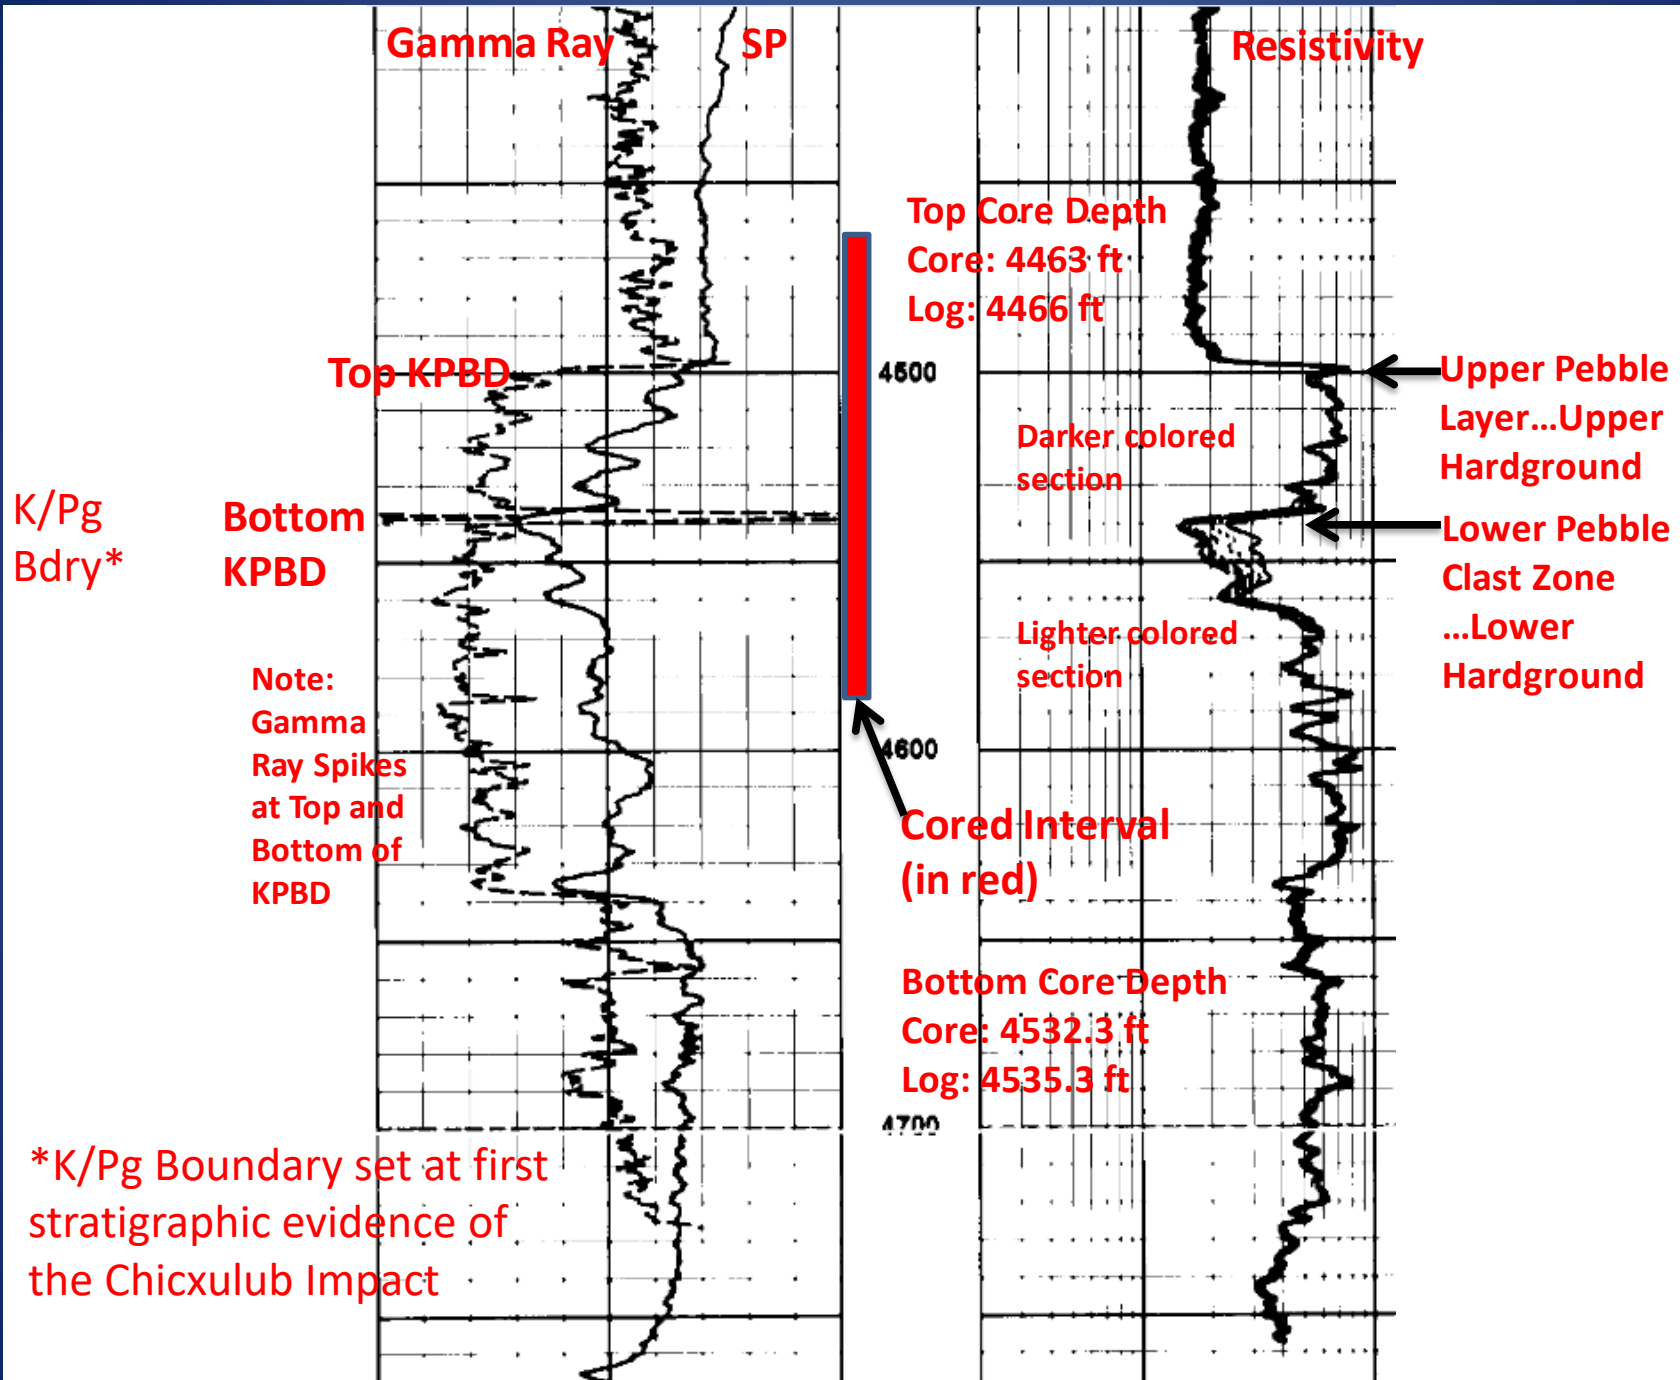 Gamma Ray
SP
Resistivity
Top Core Depth
Core: 4463 ft
Log: 4466 ft
Top KPBD
4500
Upper Pebble
Layer...Upper
Hardground
Darker colored
section
K/Pg
Bdry*
Bottom
KPBD
Lower Pebble
Clast Zone
...Lower
Hardground
Lighter colored
section
Note:
Gamma
Ray Spikes
at Top and
Bottom of
KPBD
4600
Cored Interval
(in red)
Bottom Core Depth
Core: 4532.3 ft
Log: 4535.3 ft
4700
*K/Pg Boundary set at first
stratigraphic evidence of
the Chicxulub Impact